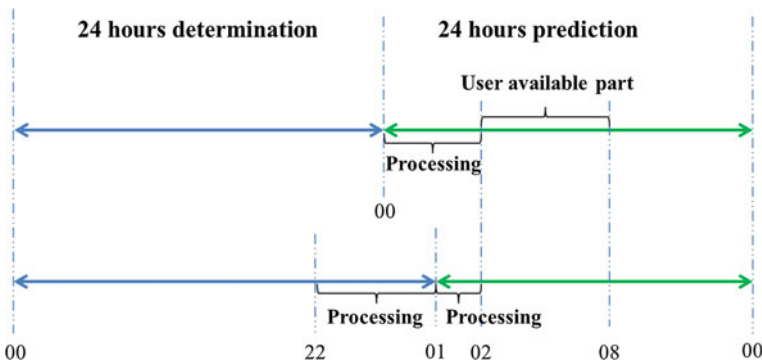 24 hours determination
24 hours prediction
User available part
Processing
00
Processing
Processing
00
22
01
02
08
00